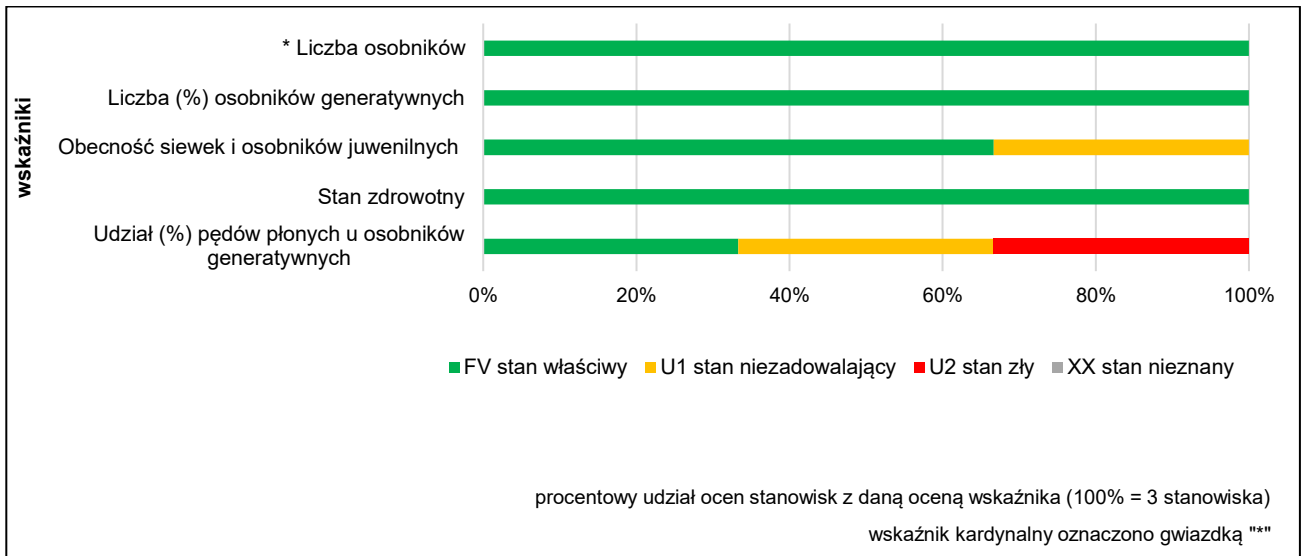 wskaźniki
* Liczba osobników
Liczba (%) osobników generatywnych
Obecność siewek i osobników juwenilnych
Stan zdrowotny
Udział (%) pędów płonych u osobników
generatywnych
0% 20% 40% 60% 80% 100%
FV stan właściwy U1 stan niezadowalający U2 stan zły XX stan nieznany
procentowy udział ocen stanowisk z daną oceną wskaźnika (100% = 3 stanowiska)
wskaźnik kardynalny oznaczono gwiazdką "*"